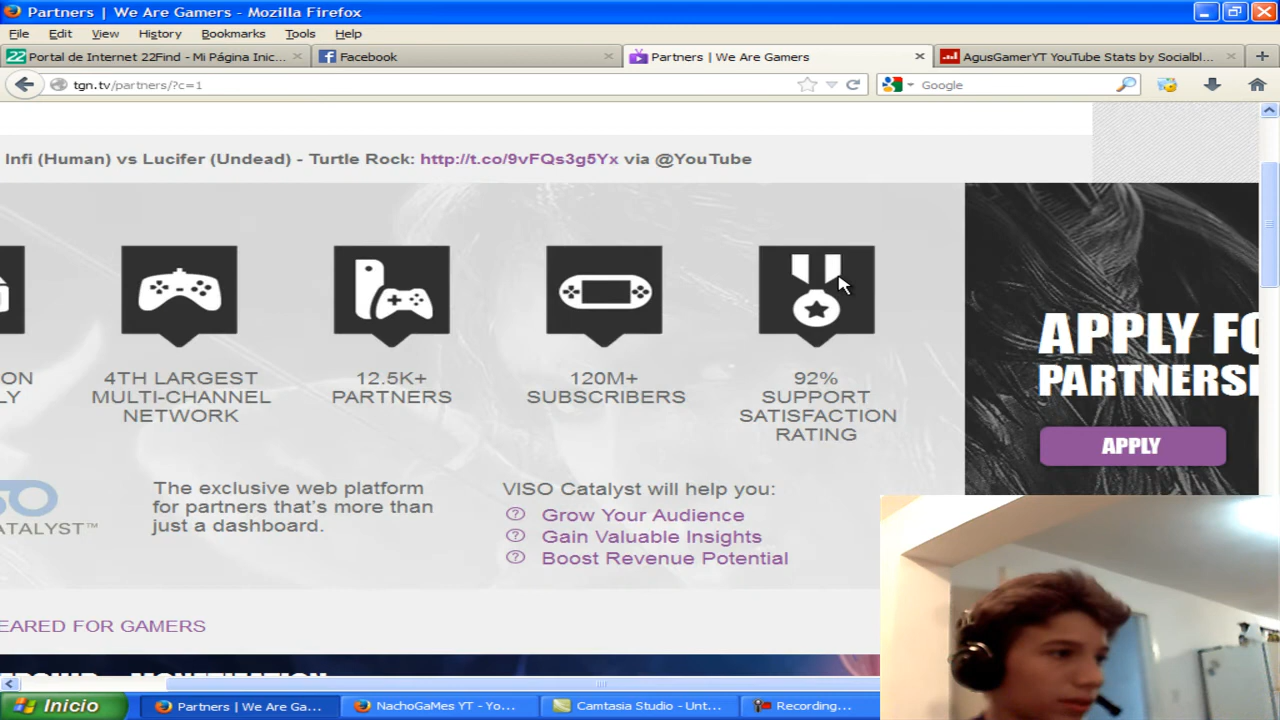 Partners | We Are Gamers - Mozilla Firefox
File Edit View History Bookmarks Tools Help
22 Portal de Internet 22Find - Mi Página Inic...
Facebook
Partners | We Are Gamers
AgusGamerYT YouTube Stats by Socialbl...
tgn.tv/partners/?c=1
Google
Infi (Human) vs Lucifer (Undead) - Turtle Rock: http://t.co/9vFQs3g5Yx via @YouTube
ON
LY
4TH LARGEST
MULTI-CHANNEL
NETWORK
12.5K+
PARTNERS
120M+
SUBSCRIBERS
92%
SUPPORT
SATISFACTION
RATING
APPLY FO
PARTNERSI
APPLY
ATALYST™
The exclusive web platform
for partners that's more than
just a dashboard.
VISO Catalyst will help you:
Grow Your Audience
Gain Valuable Insights
Boost Revenue Potential
EARED FOR GAMERS
Inicio
Partners | We Are Ga...
NachoGaMes YT - Yo...
Camtasia Studio - Unt...
Recording...